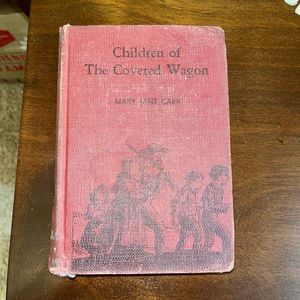 Children of
The Covered Wagon
MARY JANE CARR